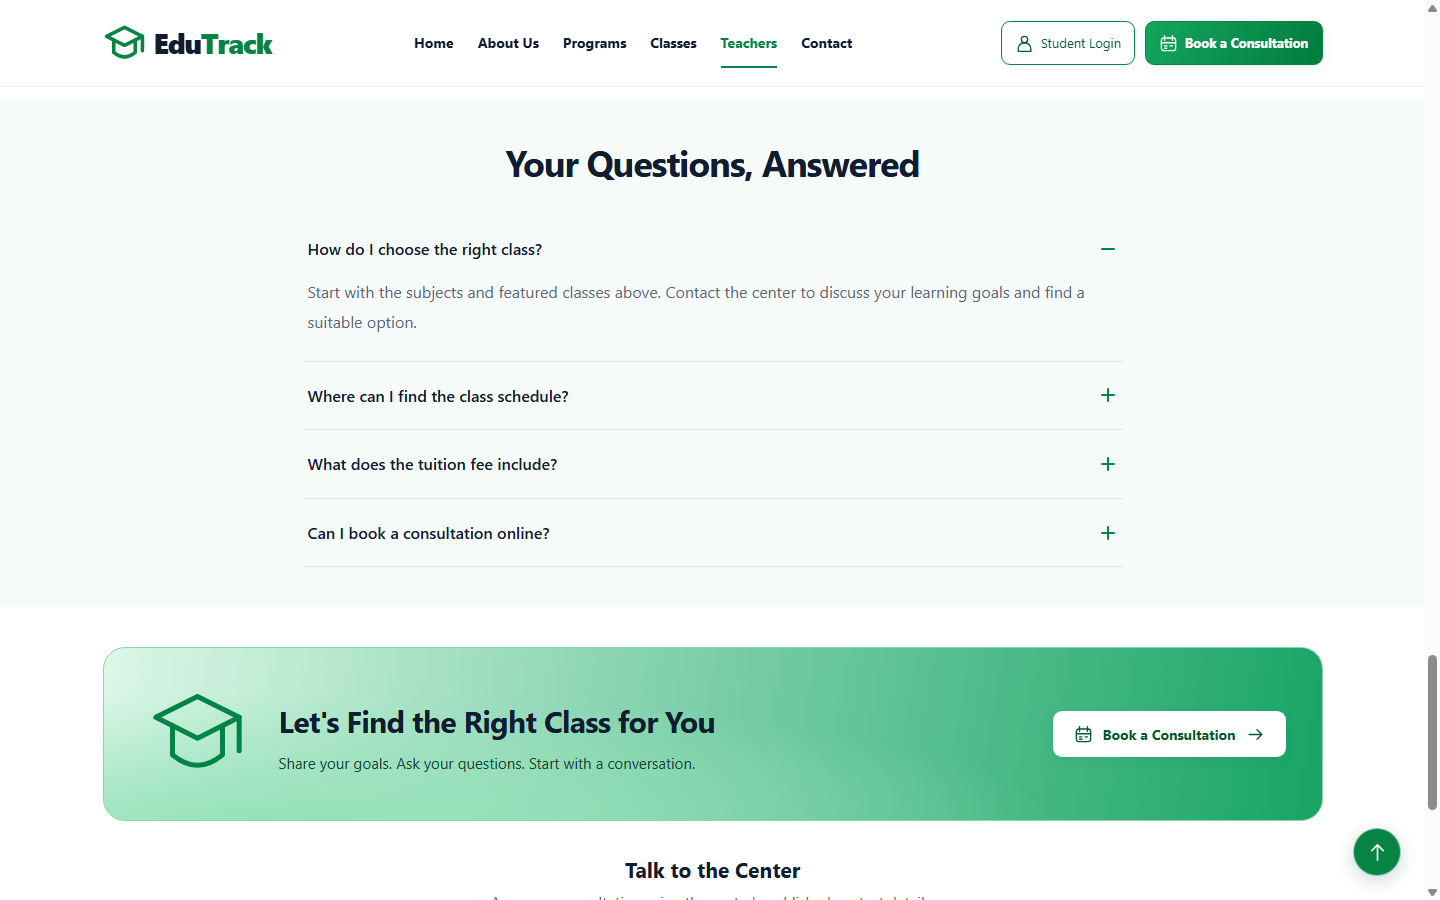 EduTrack
Home
About Us
Programs
Classes
Teachers
Contact
Student Login
Book a Consultation
Your Questions, Answered
How do I choose the right class?
Start with the subjects and featured classes above. Contact the center to discuss your learning goals and find a
suitable option.
Where can I find the class schedule?
What does the tuition fee include?
Can I book a consultation online?
Let's Find the Right Class for You
Share your goals. Ask your questions. Start with a conversation.
Book a Consultation
Talk to the Center